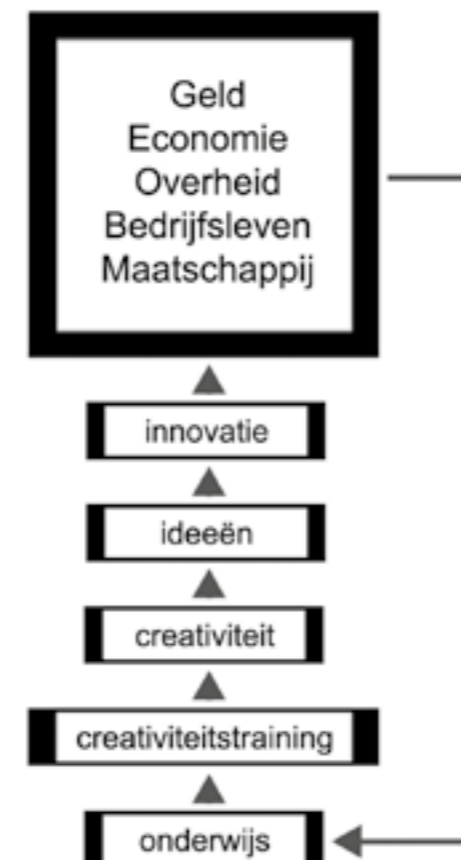 Geld
Economie
Overheid
Bedrijfsleven
Maatschappij
innovatie
ideeën
creativiteit
creativiteitstraining
onderwijs